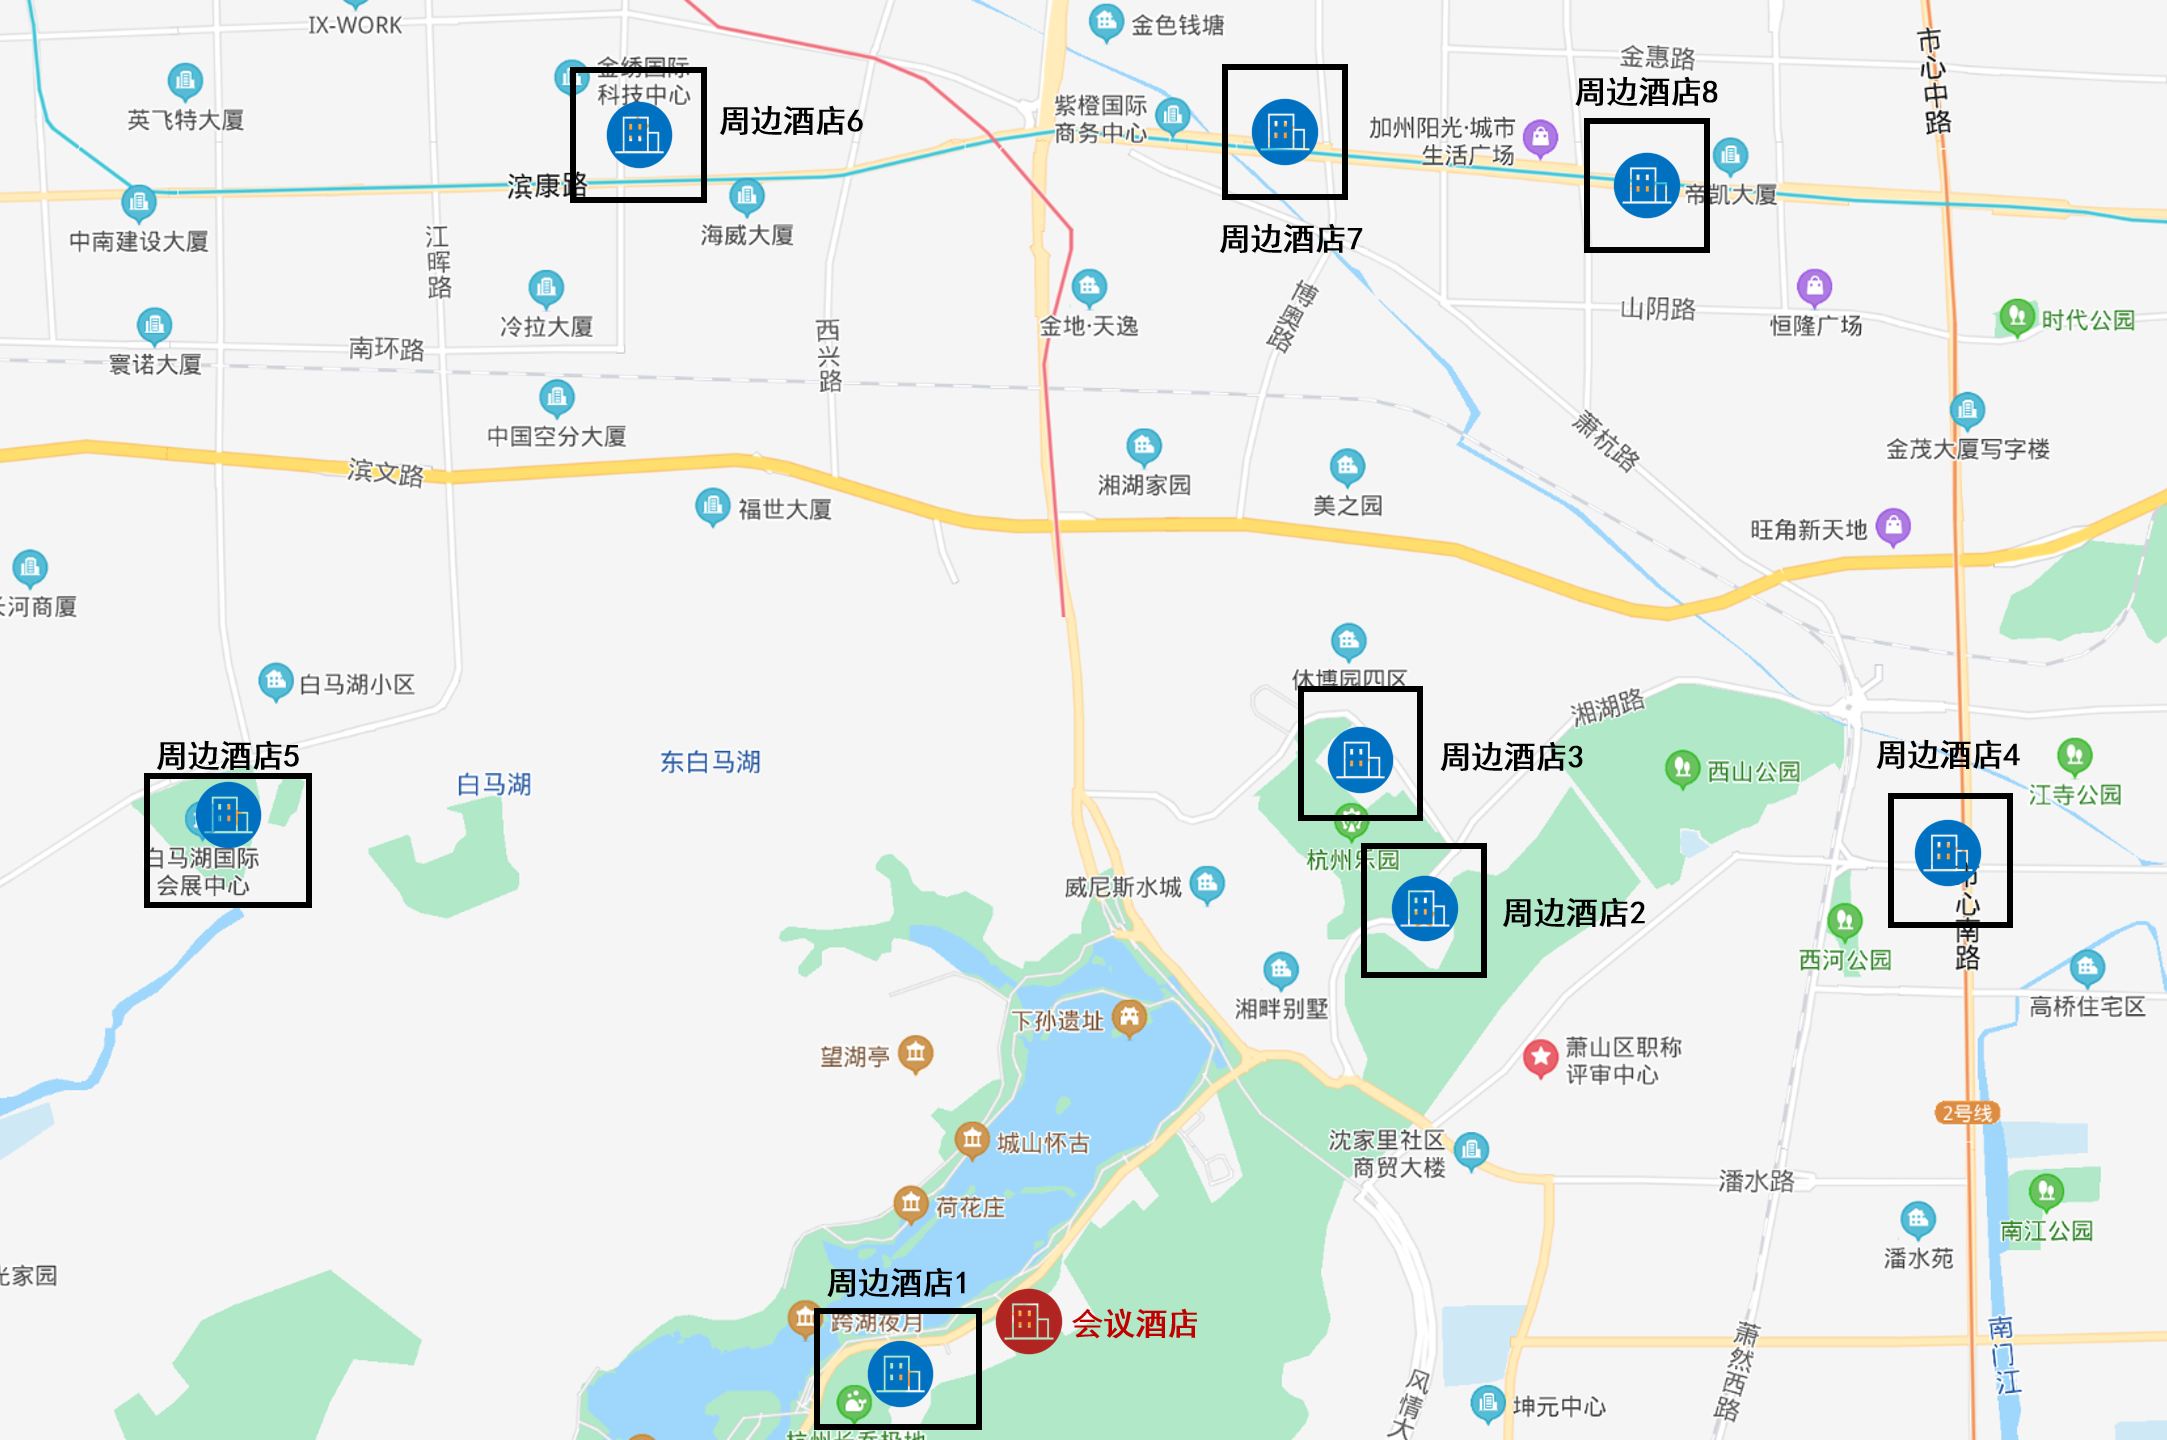 IX-WORK
金色钱塘
市心中路
金惠路
英飞特大厦
金绣国际
科技中心
周边酒店6
紫橙国际
商务中心
加州阳光·城市
生活广场
周边酒店8
帝凯大厦
滨康路
中南建设大厦
海威大厦
周边酒店7
江晖路
冷拉大厦
金地·天逸
博奥路
山阴路
恒隆广场
时代公园
寰诺大厦
南环路
西兴路
中国空分大厦
萧杭路
金茂大厦写字楼
滨文路
福世大厦
湘湖家园
美之园
旺角新天地
河商厦
白马湖小区
休博园四区
湘湖路
周边酒店5
白马湖
东白马湖
周边酒店3
西山公园
周边酒店4
江寺公园
白马湖国际
会展中心
威尼斯水城
杭州乐园
周边酒店2
市心南路
西河公园
湘畔别墅
高桥住宅区
下孙遗址
望湖亭
萧山区职称
评审中心
2号线
城山怀古
沈家里社区
商贸大楼
潘水路
荷花庄
潘水苑
南江公园
家园
周边酒店1
跨湖夜月
会议酒店
萧然西路
南门江
风情大
坤元中心
杭州长乔极地